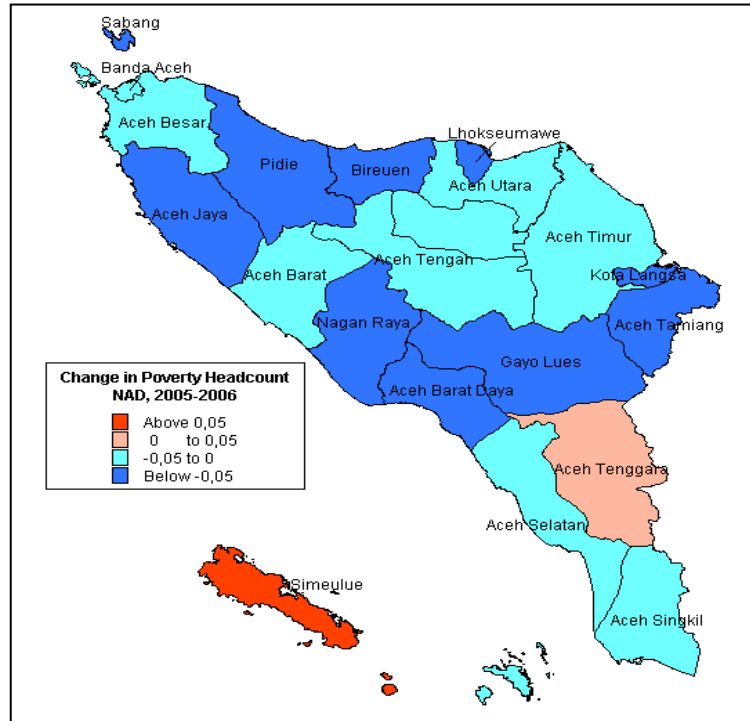 Sabang
Banda Aceh
Aceh Besar
Lhokseumawe
Pidie
Bireuen
Aceh Utara
Aceh Jaya
Aceh Timur
Aceh Tengah
Aceh Barat
Kota Langsa
Nagan Raya
Aceh Tamiang
Gayo Lues
Aceh Barat Daya
Change in Poverty Headcount
NAD, 2005-2006
Above 0,05
0 to 0,05
-0,05 to 0
Below -0,05
Aceh Tenggara
Aceh Selatan
Simeulue
Aceh Singkil